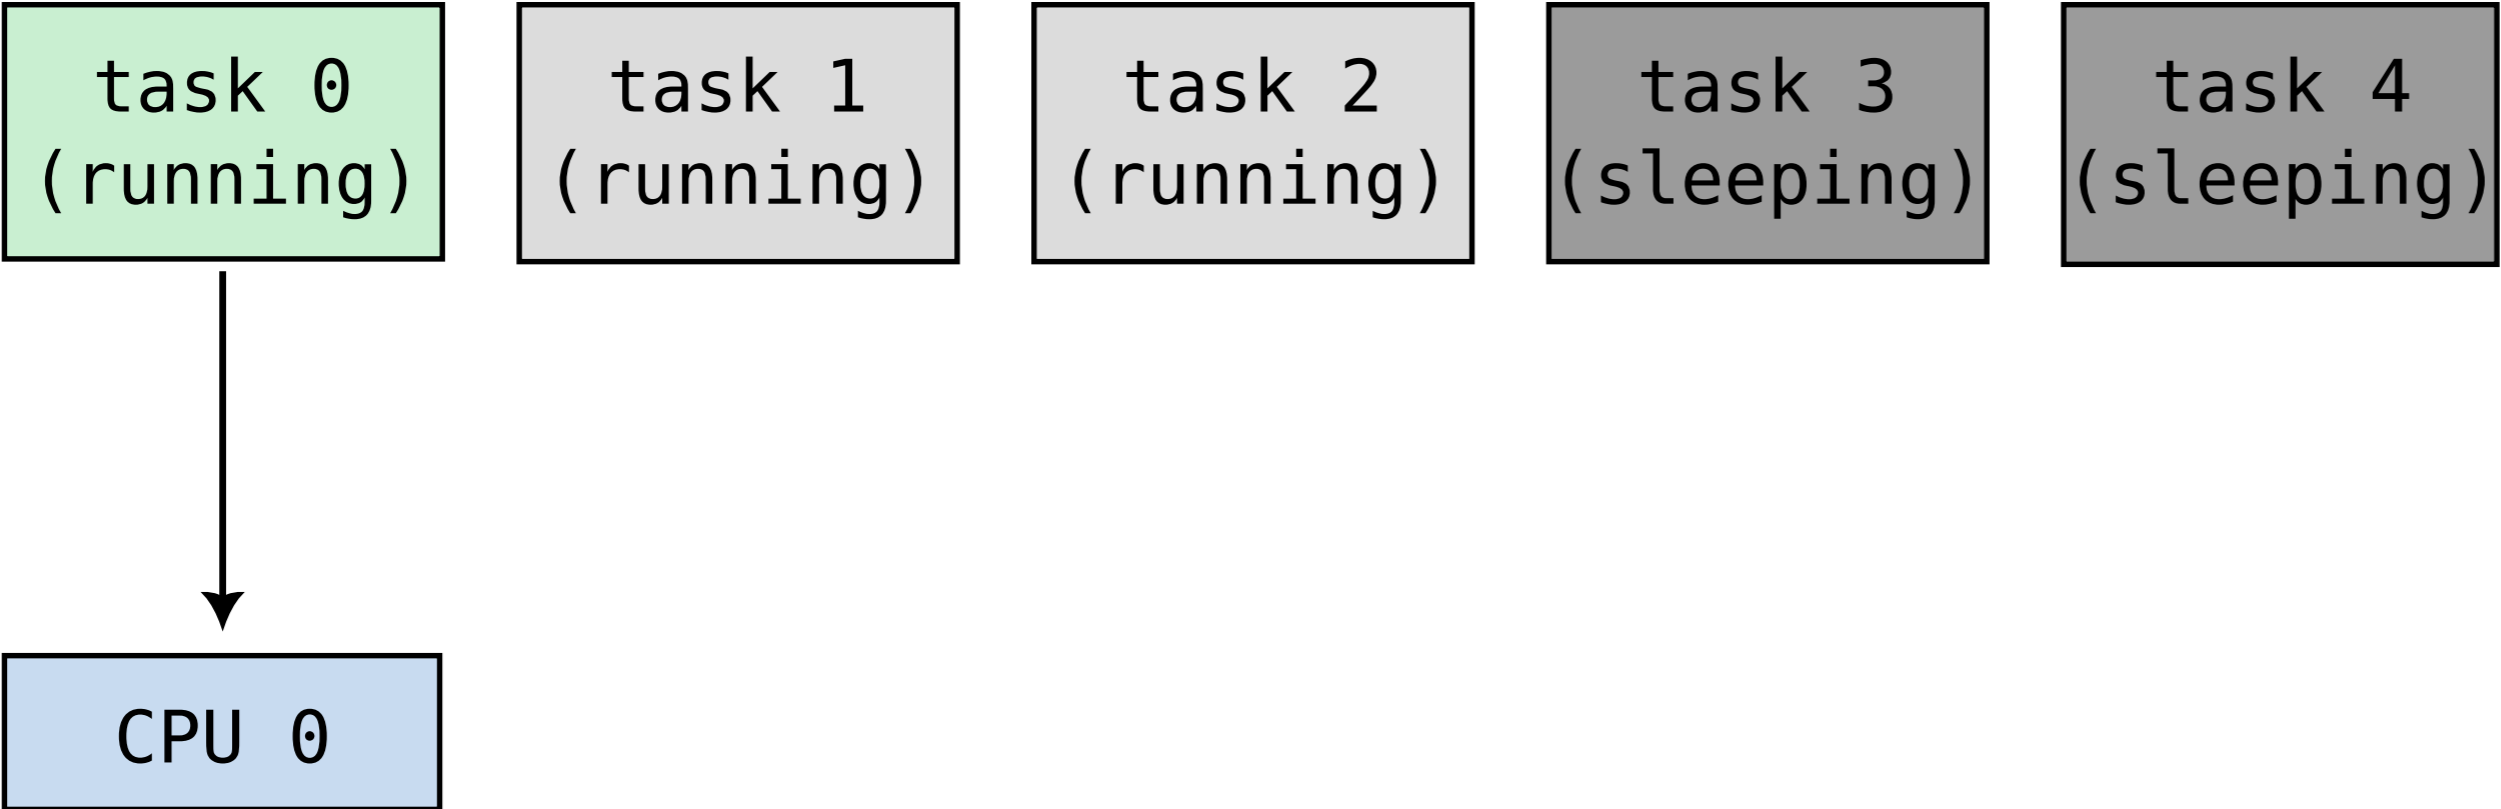 task 0
(running)
task 1
(running)
task 2
(running)
task 3
(sleeping)
task 4
(sleeping)
CPU 0